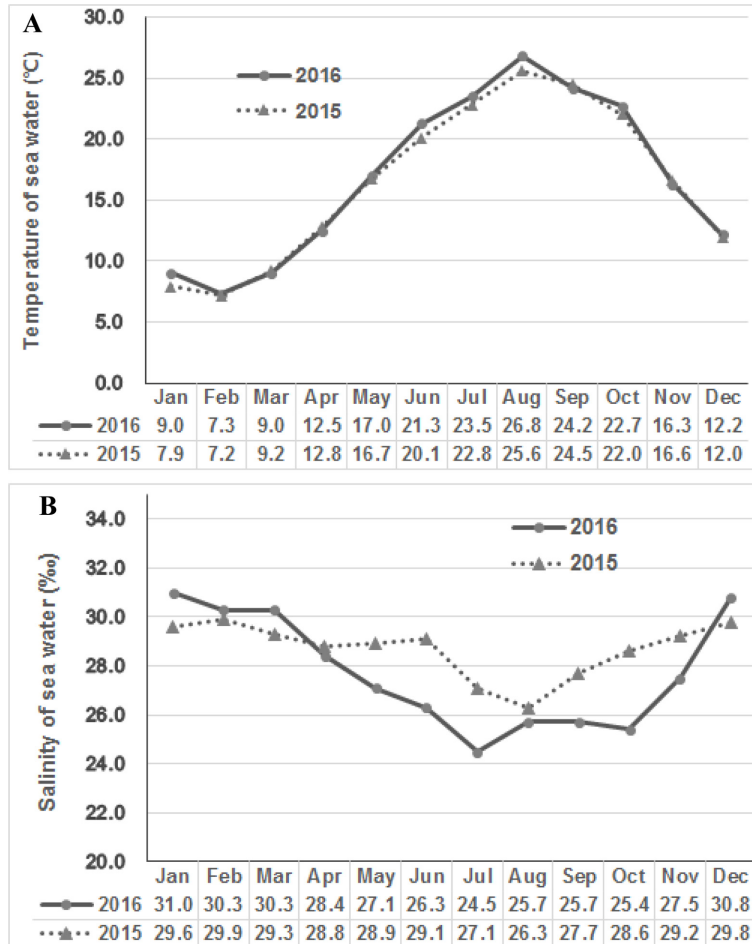 A
30.0
25.0
20.0
15.0
10.0
5.0
0.0
Temperature of sea water (℃)
2016
2015
Jan Feb Mar Apr May Jun Jul Aug Sep Oct Nov Dec
2016 9.0 7.3 9.0 12.5 17.0 21.3 23.5 26.8 24.2 22.7 16.3 12.2
2015 7.9 7.2 9.2 12.8 16.7 20.1 22.8 25.6 24.5 22.0 16.6 12.0
B
34.0
32.0
30.0
28.0
26.0
24.0
22.0
20.0
Salinity of sea water (‰)
2016
2015
Jan Feb Mar Apr May Jun Jul Aug Sep Oct Nov Dec
2016 31.0 30.3 30.3 28.4 27.1 26.3 24.5 25.7 25.7 25.4 27.5 30.8
2015 29.6 29.9 29.3 28.8 28.9 29.1 27.1 26.3 27.7 28.6 29.2 29.8